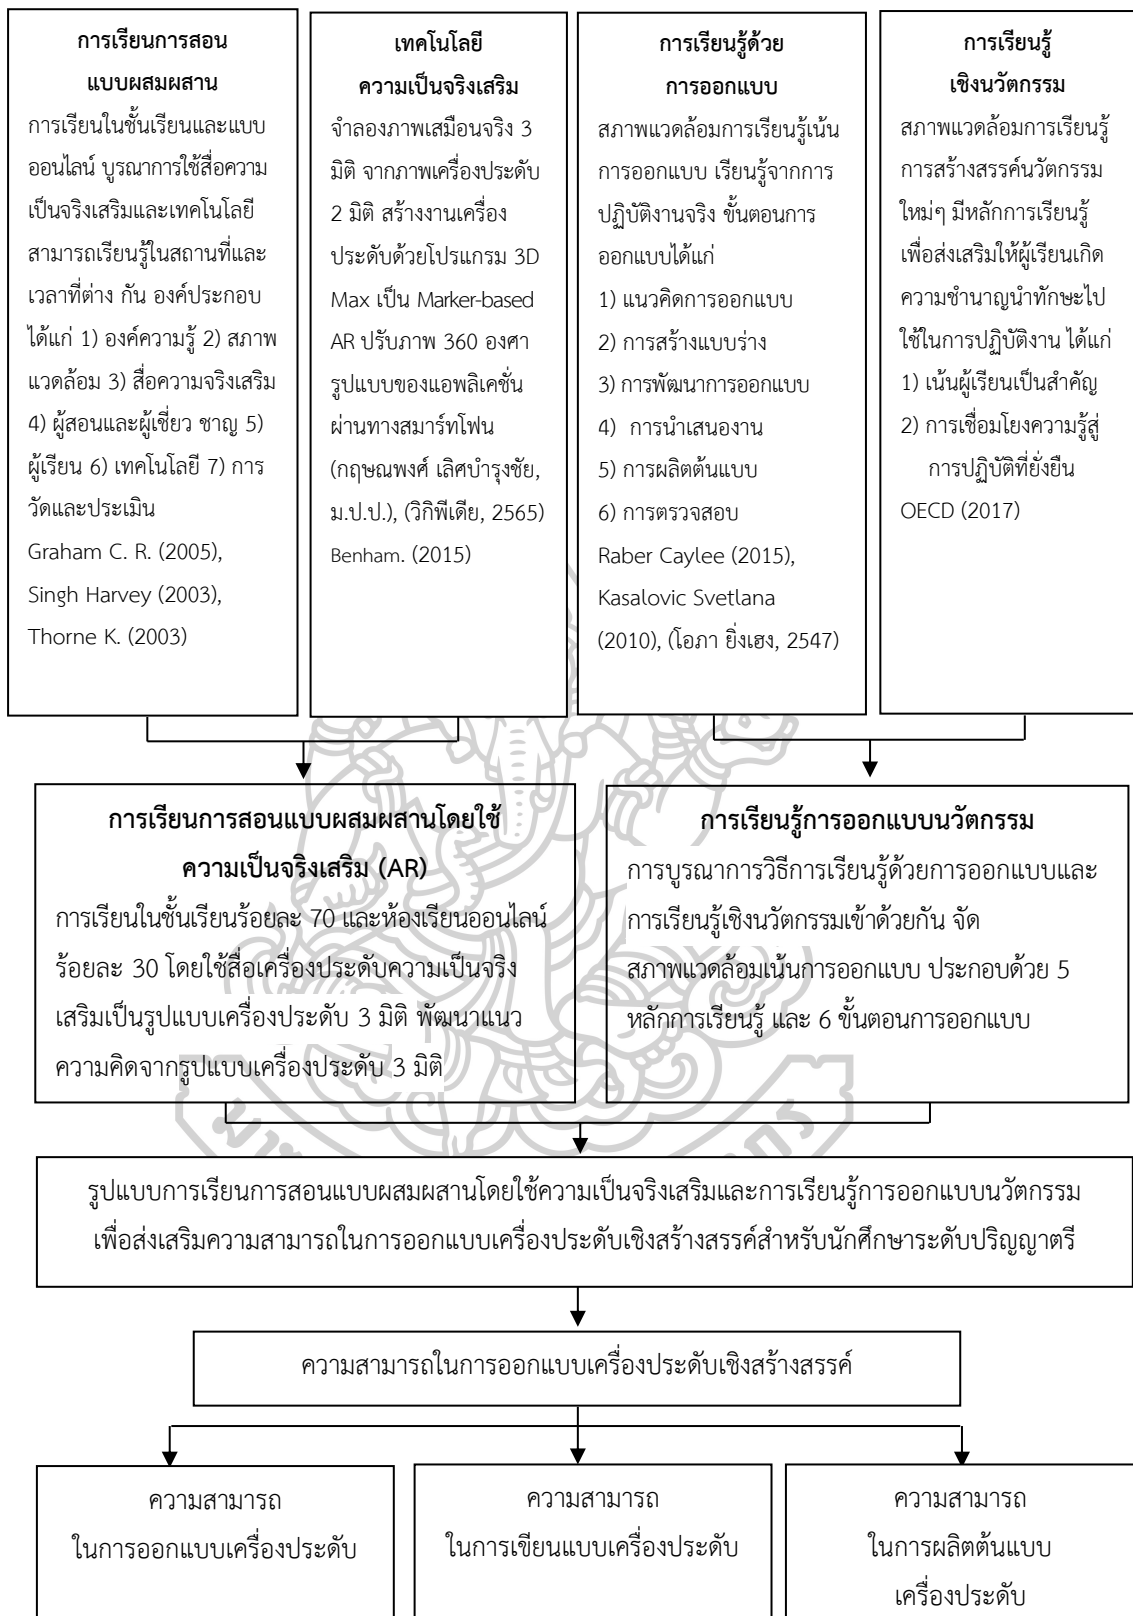 การเรียนการสอน
แบบผสมผสาน
การเรียนในชั้นเรียนและแบบ
ออนไลน์ บูรณาการใช้สื่อความ
เป็นจริงเสริมและเทคโนโลยี
สามารถเรียนรู้ในสถานที่และ
เวลาที่ต่าง กัน องค์ประกอบ
ได้แก่ 1) องค์ความรู้ 2) สภาพ
แวดล้อม 3) สื่อความจริงเสริม
4) ผู้สอนและผู้เชี่ยว ชาญ 5)
ผู้เรียน 6) เทคโนโลยี 7) การ
วัดและประเมิน
Graham C. R. (2005),
Singh Harvey (2003),
Thorne K. (2003)
เทคโนโลยี
ความเป็นจริงเสริม
จำลองภาพเสมือนจริง 3
มิติ จากภาพเครื่องประดับ
2 มิติ สร้างงานเครื่อง
ประดับด้วยโปรแกรม 3D
Max เป็น Marker-based
AR ปรับภาพ 360 องศา
รูปแบบของแอพลิเคชั่น
ผ่านทางสมาร์ทโฟน
(กฤษณพงศ์ เลิศบำรุงชัย,
ม.ป.ป.), (วิกิพีเดีย, 2565)
Benham. (2015)
การเรียนรู้ด้วย
การออกแบบ
สภาพแวดล้อมการเรียนรู้เน้น
การออกแบบ เรียนรู้จากการ
ปฏิบัติงานจริง ขั้นตอนการ
ออกแบบได้แก่
1) แนวคิดการออกแบบ
2) การสร้างแบบร่าง
3) การพัฒนาการออกแบบ
4) การนำเสนองาน
5) การผลิตต้นแบบ
6) การตรวจสอบ
Raber Caylee (2015),
Kasalovic Svetlana
(2010), (โอภา ยิ่งเฮง, 2547)
การเรียนรู้
เชิงนวัตกรรม
สภาพแวดล้อมการเรียนรู้
การสร้างสรรค์นวัตกรรม
ใหม่ๆ มีหลักการเรียนรู้
เพื่อส่งเสริมให้ผู้เรียนเกิด
ความชำนาญนำทักษะไป
ใช้ในการปฏิบัติงาน ได้แก่
1) เน้นผู้เรียนเป็นสำคัญ
2) การเชื่อมโยงความรู้สู่
การปฏิบัติที่ยั่งยืน
OECD (2017)
การเรียนการสอนแบบผสมผสานโดยใช้
ความเป็นจริงเสริม (AR)
การเรียนในชั้นเรียนร้อยละ 70 และห้องเรียนออนไลน์
ร้อยละ 30 โดยใช้สื่อเครื่องประดับความเป็นจริง
เสริมเป็นรูปแบบเครื่องประดับ 3 มิติ พัฒนาแนว
ความคิดจากรูปแบบเครื่องประดับ 3 มิติ
การเรียนรู้การออกแบบนวัตกรรม
การบูรณาการวิธีการเรียนรู้ด้วยการออกแบบและ
การเรียนรู้เชิงนวัตกรรมเข้าด้วยกัน จัด
สภาพแวดล้อมเน้นการออกแบบ ประกอบด้วย 5
หลักการเรียนรู้ และ 6 ขั้นตอนการออกแบบ
รูปแบบการเรียนการสอนแบบผสมผสานโดยใช้ความเป็นจริงเสริมและการเรียนรู้การออกแบบนวัตกรรม
เพื่อส่งเสริมความสามารถในการออกแบบเครื่องประดับเชิงสร้างสรรค์สำหรับนักศึกษาระดับปริญญาตรี
ความสามารถในการออกแบบเครื่องประดับเชิงสร้างสรรค์
ความสามารถ
ในการออกแบบเครื่องประดับ
ความสามารถ
ในการเขียนแบบเครื่องประดับ
ความสามารถ
ในการผลิตต้นแบบ
เครื่องประดับ